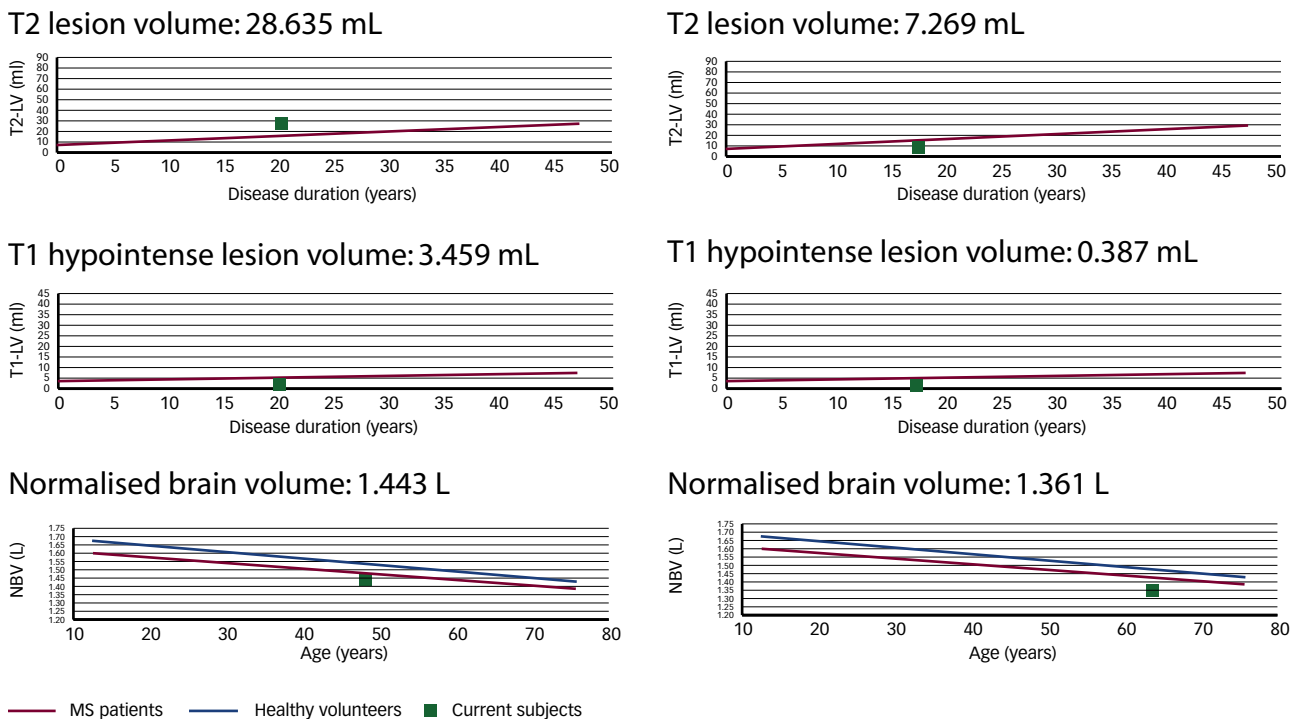 T2 lesion volume: 28.635 mL
T2-LV (ml)
90
80
70
60
50
40
30
20
10
0
0 5 10 15 20 25 30 35 40 45 50
Disease duration (years)
T1 hypointense lesion volume: 3.459 mL
T1-LV (ml)
45
40
35
30
25
20
15
10
5
0
0 5 10 15 20 25 30 35 40 45 50
Disease duration (years)
Normalised brain volume: 1.443 L
NBV (L)
1.75
1.70
1.65
1.60
1.55
1.50
1.45
1.40
1.35
1.30
1.25
1.20
10 20 30 40 50 60 70 80
Age (years)
T2 lesion volume: 7.269 mL
T2-LV (ml)
90
80
70
60
50
40
30
20
10
0
0 5 10 15 20 25 30 35 40 45 50
Disease duration (years)
T1 hypointense lesion volume: 0.387 mL
T1-LV (ml)
45
40
35
30
25
20
15
10
5
0
0 5 10 15 20 25 30 35 40 45 50
Disease duration (years)
Normalised brain volume: 1.361 L
NBV (L)
1.75
1.70
1.65
1.60
1.55
1.50
1.45
1.40
1.35
1.30
1.25
1.20
10 20 30 40 50 60 70 80
Age (years)
MS patients Healthy volunteers Current subjects